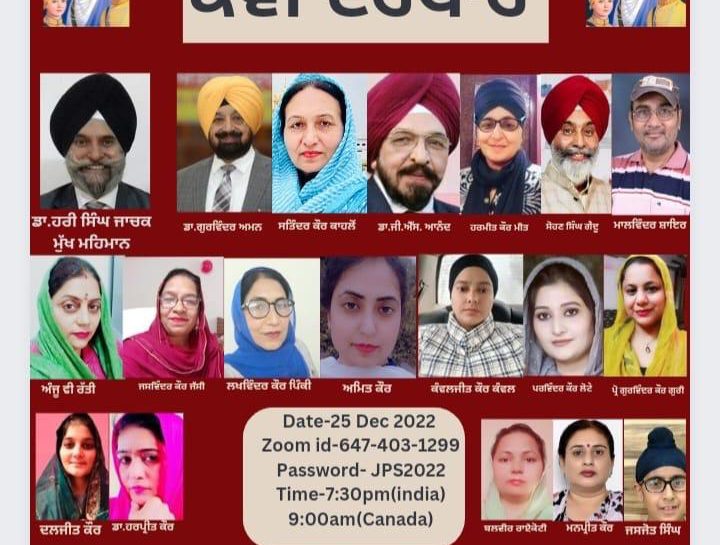 ਕਵੀ ਦਰਬਾਰ
ਡਾ.ਹਰੀ ਸਿੰਘ ਜਾਚਕ
ਮੁੱਖ ਮਹਿਮਾਨ
ਡਾ.ਗੁਰਵਿੰਦਰ ਅਮਨ
ਸਤਿੰਦਰ ਕੌਰ ਕਾਹਲੋਂ
ਡਾ.ਜੀ.ਐੱਸ. ਆਨੰਦ
ਹਰਮੀਤ ਕੌਰ ਮੀਤ
ਸੋਹਣ ਸਿੰਘ ਗੈਦੂ
ਮਾਲਵਿੰਦਰ ਸ਼ਾਇਰ
ਅੰਜੂ ਵੀ ਰੱਤੀ
ਜਸਵਿੰਦਰ ਕੌਰ ਜੱਸੀ
ਲਖਵਿੰਦਰ ਕੌਰ ਪਿੰਕੀ
ਅਮਿਤ ਕੌਰ
ਕੰਵਲਜੀਤ ਕੌਰ ਕੰਵਲ
ਪਰਵਿੰਦਰ ਕੌਰ ਲੋਟੇ
ਪ੍ਰੋ ਗੁਰਵਿੰਦਰ ਕੌਰ ਗੁਰੀ
ਦਲਜੀਤ ਕੌਰ
ਡਾ.ਹਰਪ੍ਰੀਤ ਕੌਰ
Date-25 Dec 2022
Zoom id-647-403-1299
Password- JPS2022
Time-7:30pm(india)
9:00am(Canada)
ਬਲਵੀਰ ਰਾਏਕੋਟੀ
ਮਨਪ੍ਰੀਤ ਕੌਰ
ਜਸਜੋਤ ਸਿੰਘ